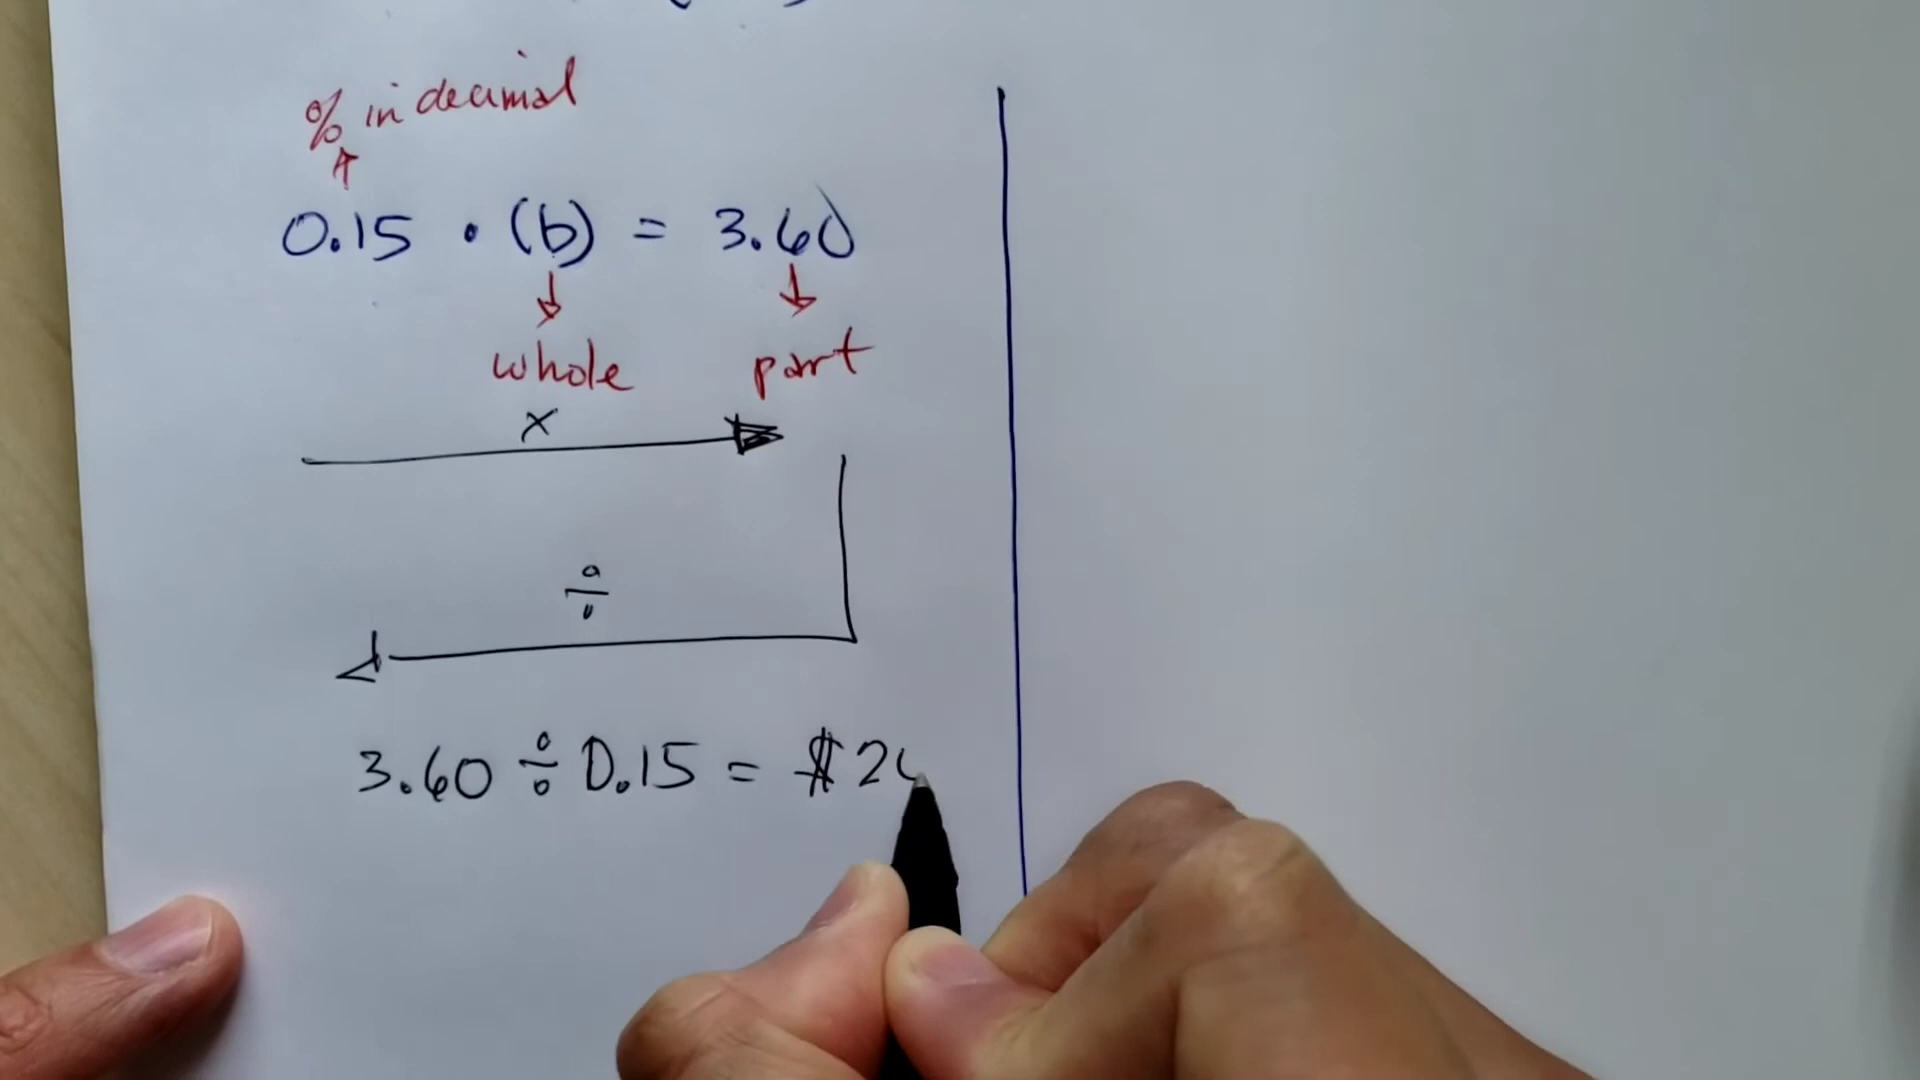 % in decimal
0.15 · (b) = 3.60
whole part
×
÷
3.60 ÷ 0.15 = $2